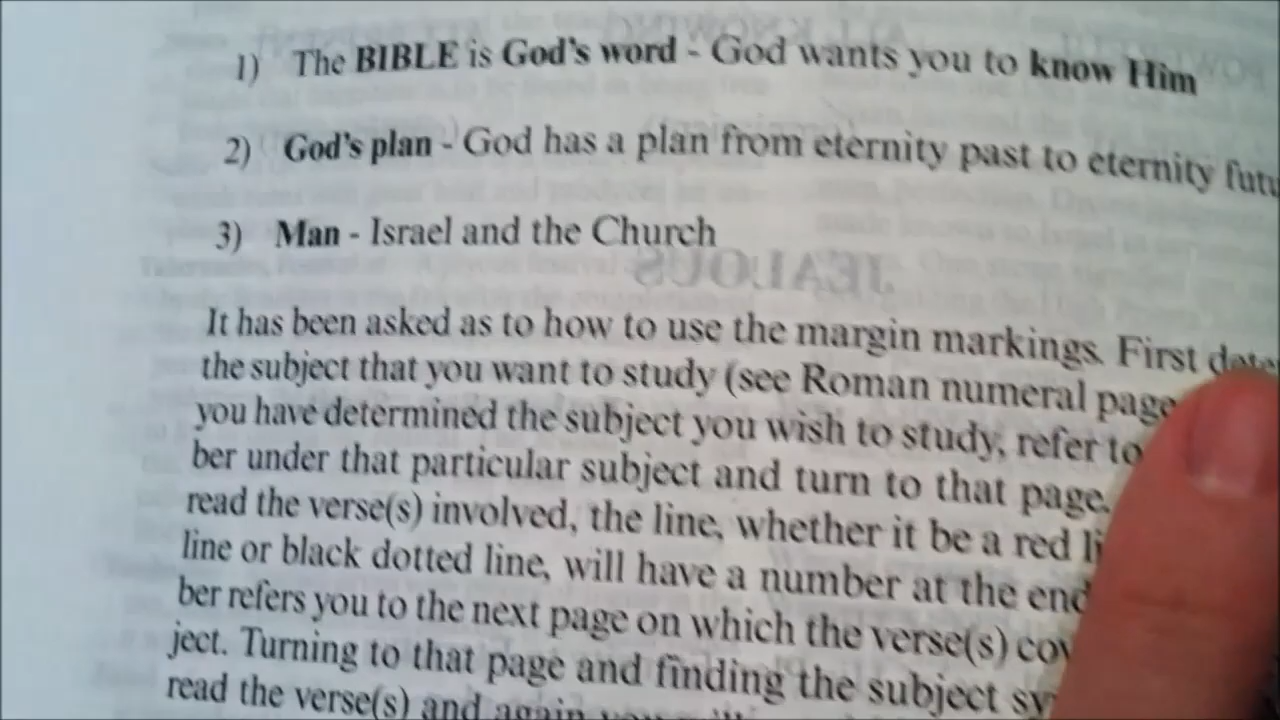 1) The BIBLE is God's word - God wants you to know Him
2) God's plan - God has a plan from eternity past to eternity
3) Man - Israel and the Church
JEALOUS
It has been asked as to how to use the margin markings. First
the subject that you want to study (see Roman numeral page
you have determined the subject you wish to study, refer to
ber under that particular subject and turn to that page.
read the verse(s) involved, the line, whether it be a red
line or black dotted line, will have a number at the end
ber refers you to the next page on which the verse(s)
ject. Turning to that page and finding the subject
read the verse(s) and again